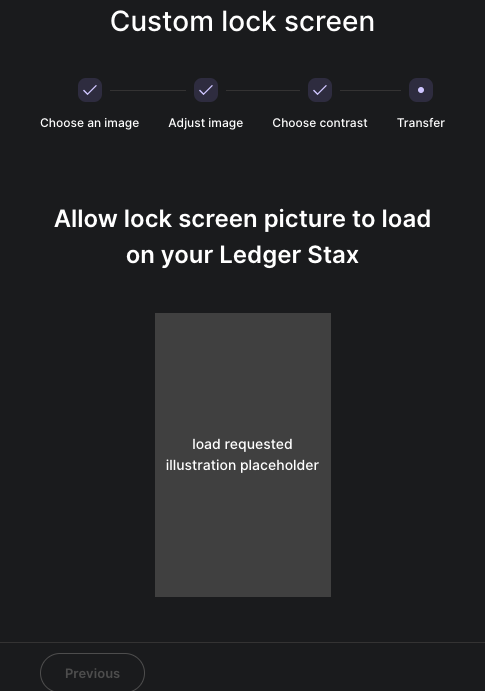 Custom lock screen
Choose an image
Adjust image
Choose contrast
Transfer
Allow lock screen picture to load
on your Ledger Stax
load requested
illustration placeholder
Previous